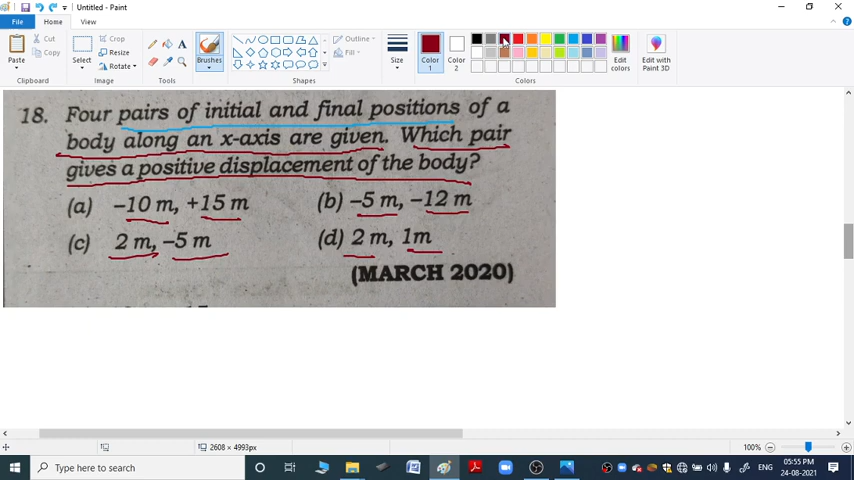 Untitled - Paint
File Home View
Paste
Cut
Copy
Clipboard
Select
Crop
Resize
Rotate
Image
Tools
Brushes
Shapes
Outline
Fill
Size
Color 1
Color 2
Colors
Edit colors
Edit with Paint 3D
18. Four pairs of initial and final positions of a
body along an x-axis are given. Which pair
gives a positive displacement of the body?
(a) –10 m, +15 m (b) –5 m, –12 m
(c) 2 m, –5 m (d) 2 m, 1m
(MARCH 2020)
2608 × 4993px 100%
Type here to search
ENG
05:55 PM
24-08-2021